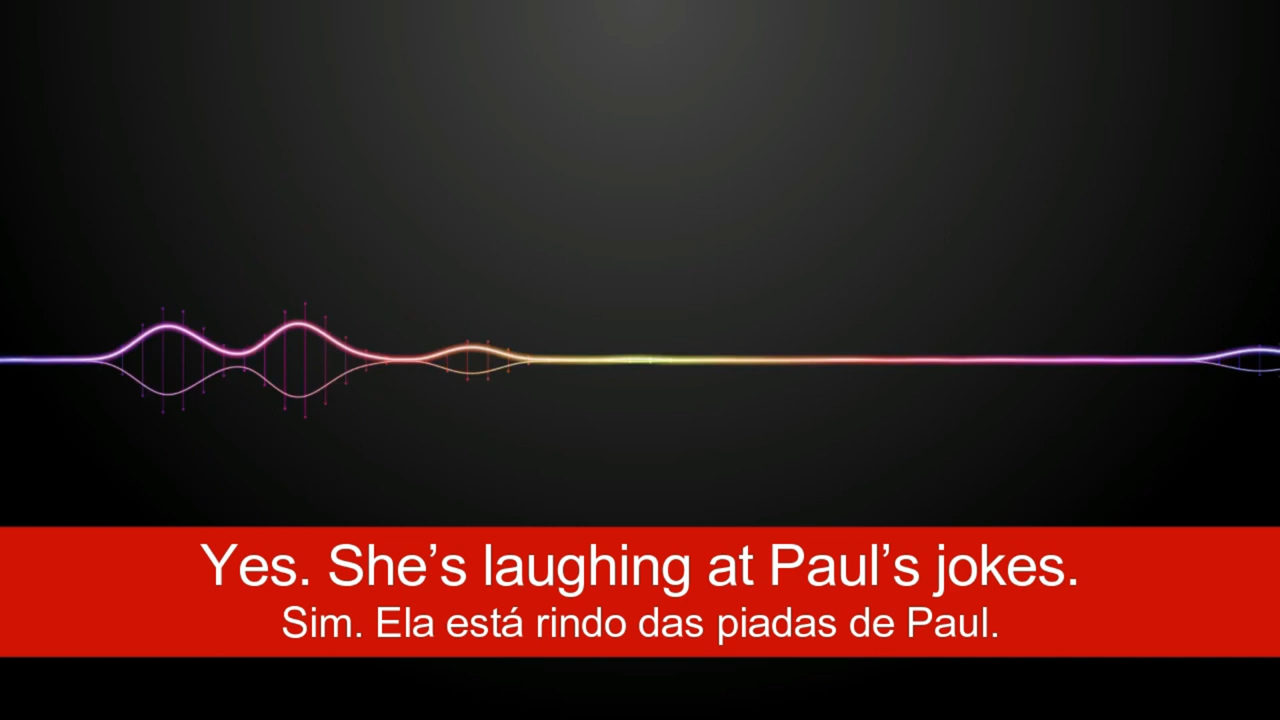 Yes. She’s laughing at Paul’s jokes.
Sim. Ela está rindo das piadas de Paul.